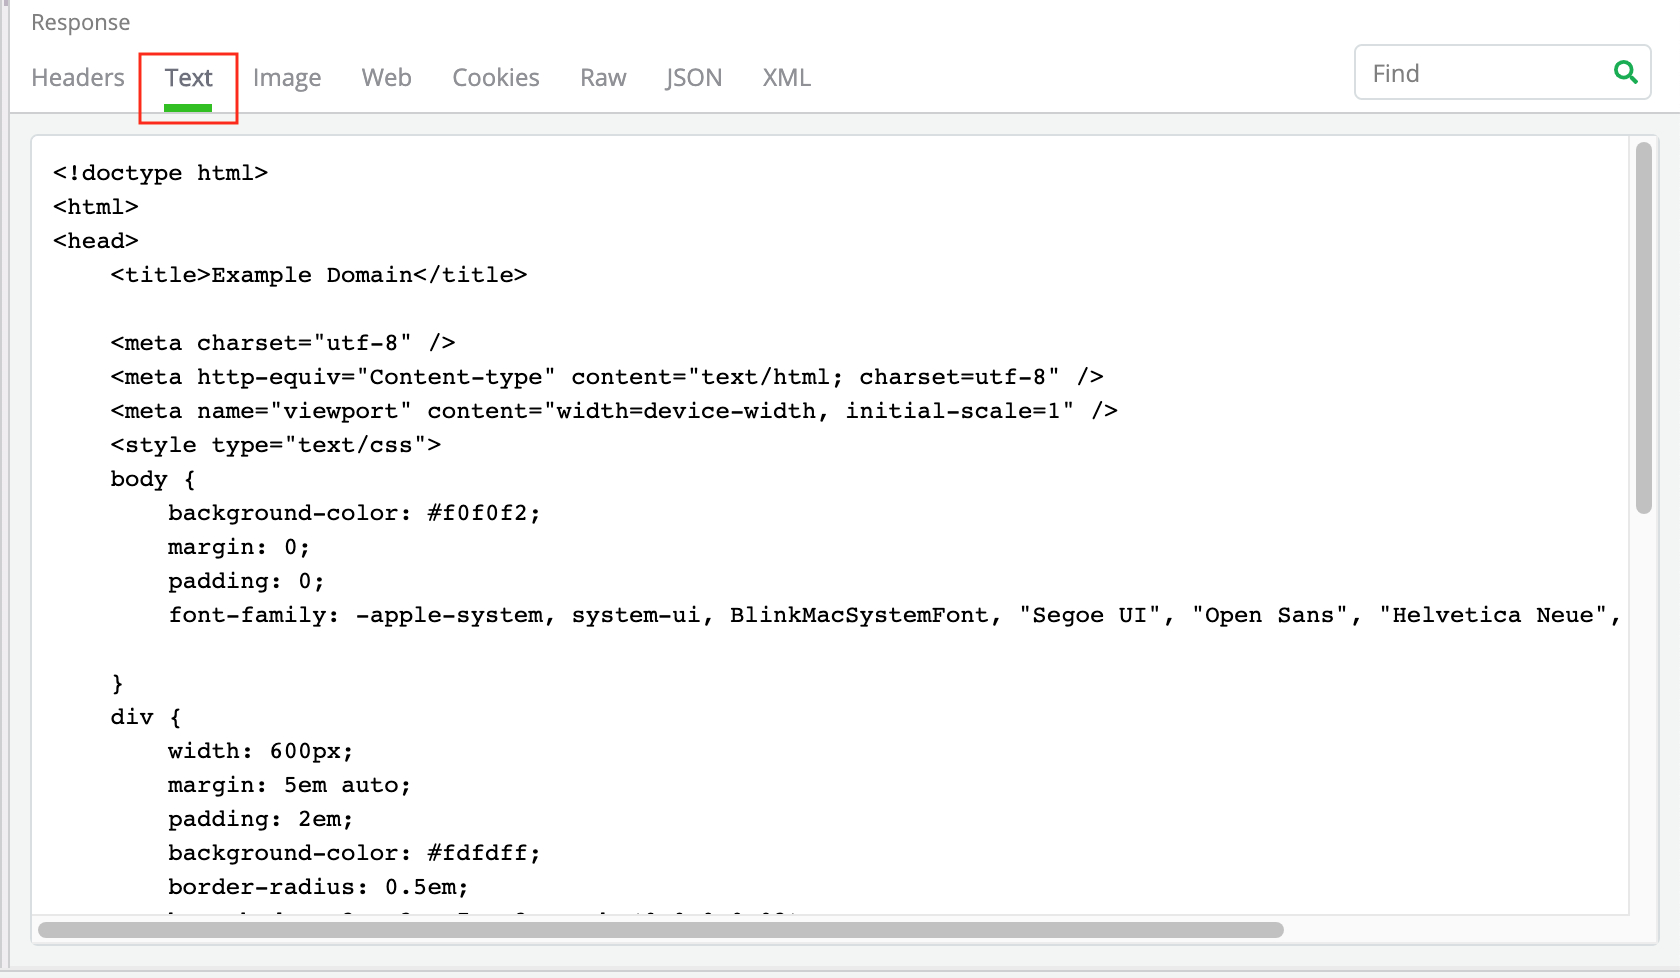 Response
Headers Text Image Web Cookies Raw JSON XML Find
<!doctype html>
<html>
<head>
    <title>Example Domain</title>

    <meta charset="utf-8" />
    <meta http-equiv="Content-type" content="text/html; charset=utf-8" />
    <meta name="viewport" content="width=device-width, initial-scale=1" />
    <style type="text/css">
    body {
        background-color: #f0f0f2;
        margin: 0;
        padding: 0;
        font-family: -apple-system, system-ui, BlinkMacSystemFont, "Segoe UI", "Open Sans", "Helvetica Neue",

    }
    div {
        width: 600px;
        margin: 5em auto;
        padding: 2em;
        background-color: #fdfdff;
        border-radius: 0.5em;